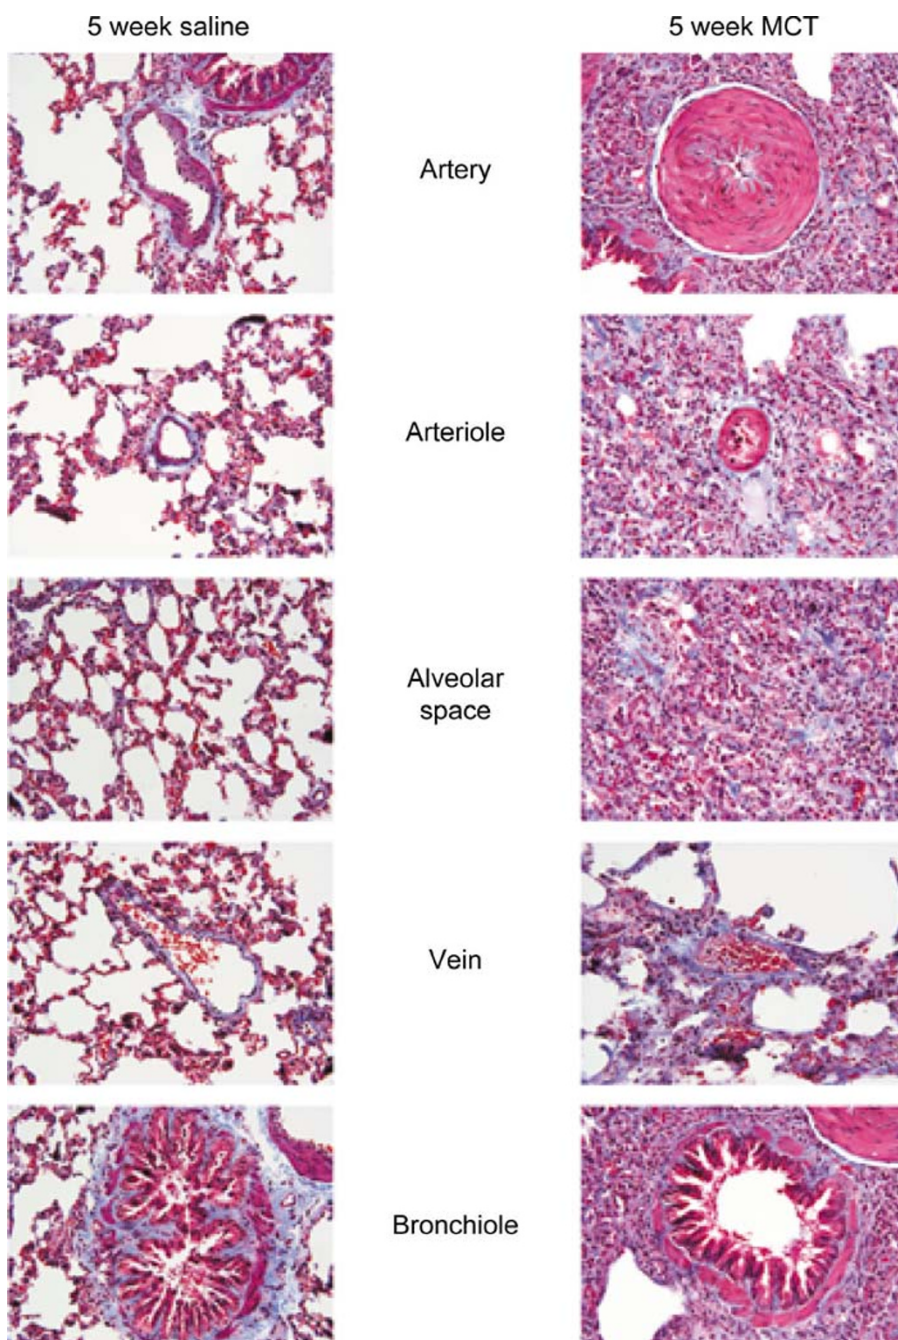 5 week saline
5 week MCT
Artery
Arteriole
Alveolar
space
Vein
Bronchiole